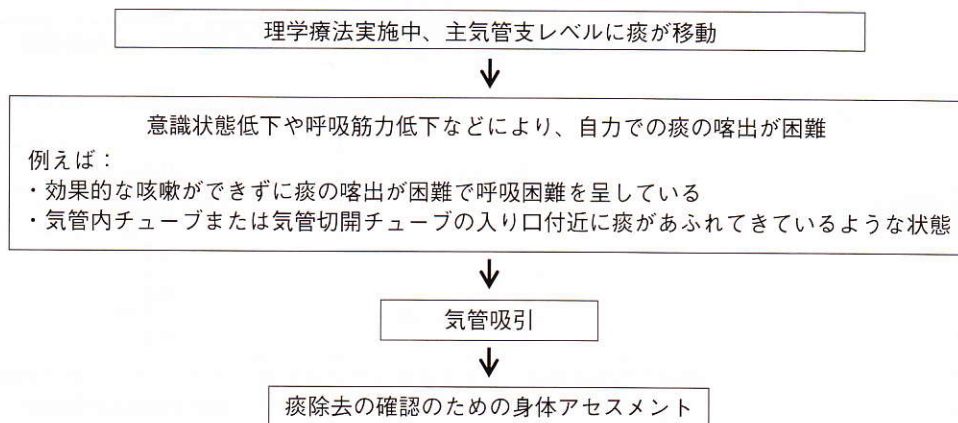 理学療法実施中、主気管支レベルに痰が移動
意識状態低下や呼吸筋力低下などにより、自力での痰の喀出が困難
例えば：
・効果的な咳嗽ができずに痰の喀出が困難で呼吸困難を呈している
・気管内チューブまたは気管切開チューブの入り口付近に痰があふれてきているような状態
気管吸引
痰除去の確認のための身体アセスメント